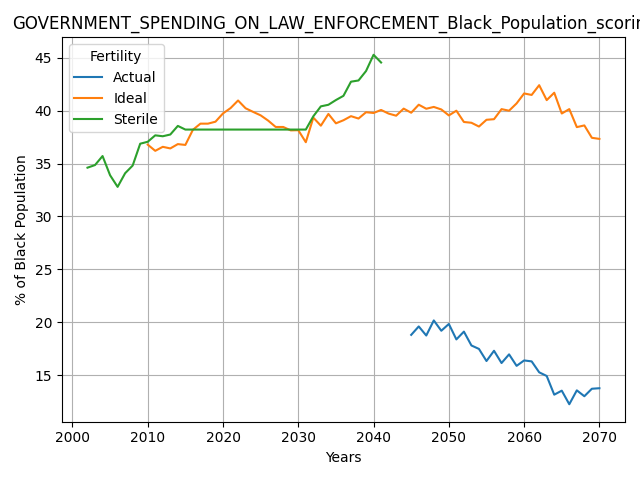 GOVERNMENT_SPENDING_ON_LAW_ENFORCEMENT_Black_Population_scorin
Fertility
Actual
Ideal
Sterile
% of Black Population
45
40
35
30
25
20
15
2000 2010 2020 2030 2040 2050 2060 2070
Years